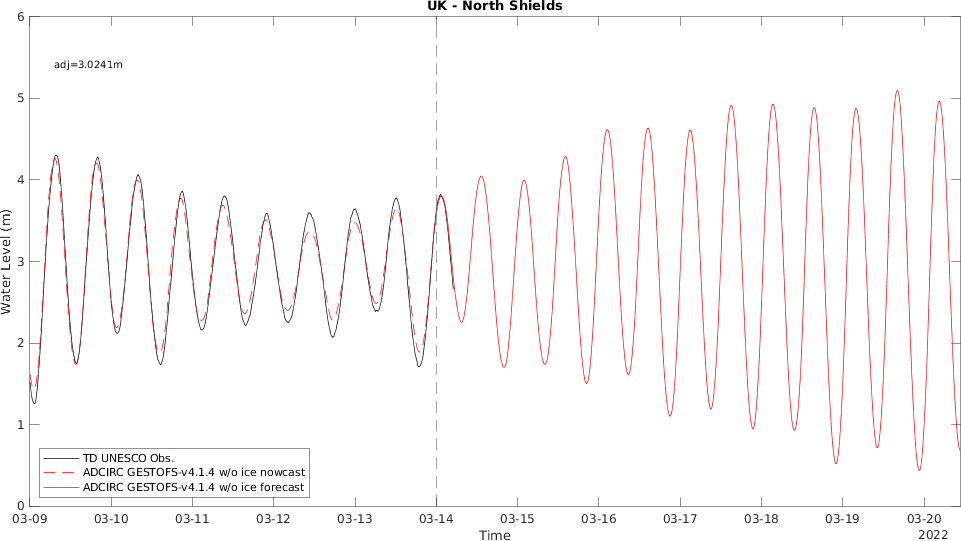 UK - North Shields
6
adj=3.0241m
5
4
3
Water Level (m)
2
1
0
TD UNESCO Obs.
ADCIRC GESTOFS-v4.1.4 w/o ice nowcast
ADCIRC GESTOFS-v4.1.4 w/o ice forecast
03-09 03-10 03-11 03-12 03-13 03-14 03-15 03-16 03-17 03-18 03-19 03-20
Time
2022